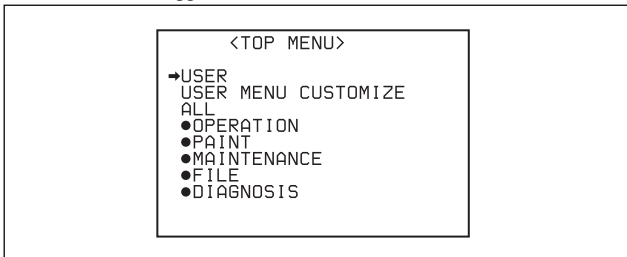 <TOP MENU>
➡USER
USER MENU CUSTOMIZE
ALL
●OPERATION
●PAINT
●MAINTENANCE
●FILE
●DIAGNOSIS